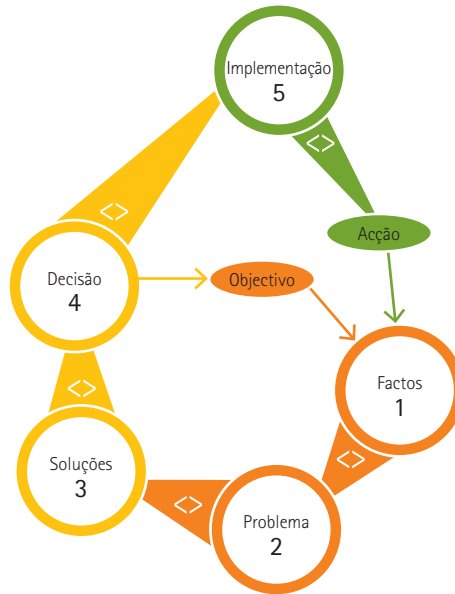 Implementação
5
Acção
Objectivo
Decisão
4
Factos
1
Soluções
3
Problema
2